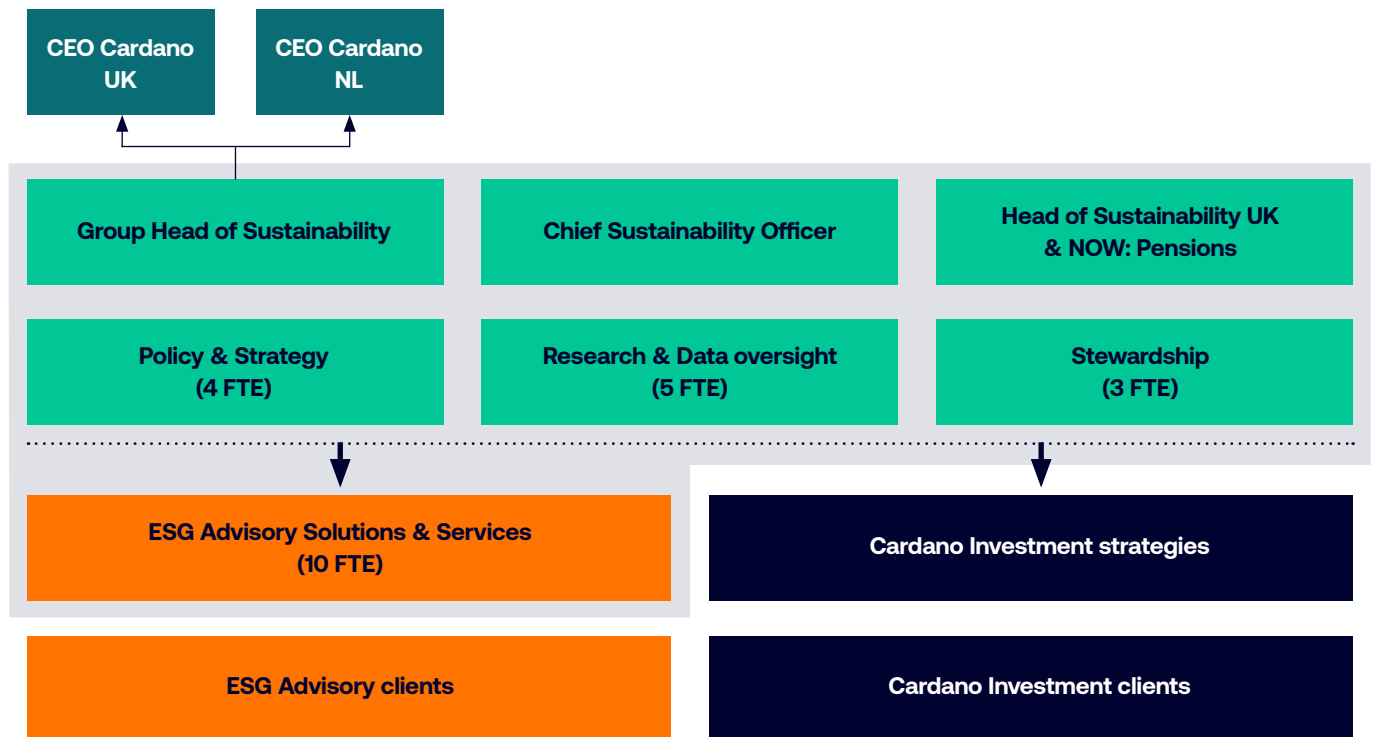 CEO Cardano
UK
CEO Cardano
NL
Group Head of Sustainability
Chief Sustainability Officer
Head of Sustainability UK
& NOW: Pensions
Policy & Strategy
(4 FTE)
Research & Data oversight
(5 FTE)
Stewardship
(3 FTE)
ESG Advisory Solutions & Services
(10 FTE)
Cardano Investment strategies
ESG Advisory clients
Cardano Investment clients